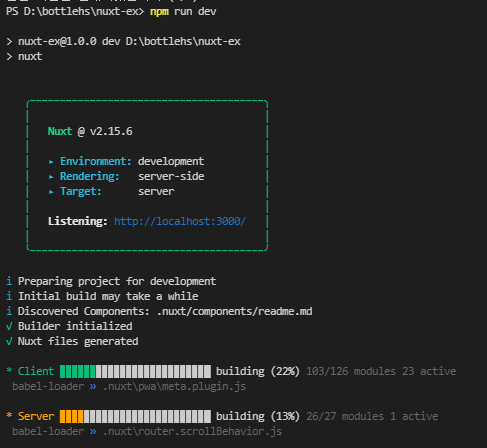 PS D:\bottlehs\nuxt-ex> npm run dev
> nuxt-ex@1.0.0 dev D:\bottlehs\nuxt-ex
> nuxt
Nuxt @ v2.15.6
▸ Environment: development
▸ Rendering: server-side
▸ Target: server
Listening: http://localhost:3000/
i Preparing project for development
i Initial build may take a while
i Discovered Components: .nuxt/components/readme.md
√ Builder initialized
√ Nuxt files generated
* Client building (22%) 103/126 modules 23 active
babel-loader » .nuxt\pwa\meta.plugin.js
* Server building (13%) 26/27 modules 1 active
babel-loader » .nuxt\router.scrollBehavior.js